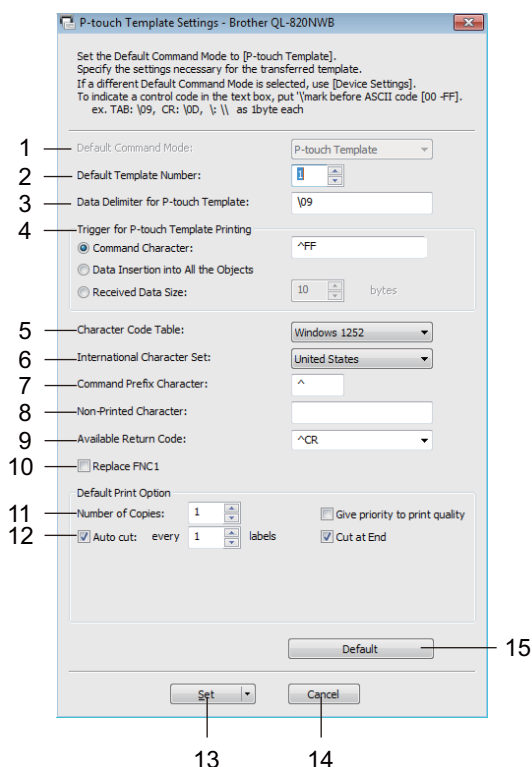 P-touch Template Settings - Brother QL-820NWB
Set the Default Command Mode to [P-touch Template].
Specify the settings necessary for the transferred template.
If a different Default Command Mode is selected, use [Device Settings].
To indicate a control code in the text box, put '\'mark before ASCII code [00 -FF].
ex. TAB: \09, CR: \0D, \: \\ as 1byte each
1 Default Command Mode: P-touch Template
2 Default Template Number: 1
3 Data Delimiter for P-touch Template: \09
4 Trigger for P-touch Template Printing
Command Character: ^FF
Data Insertion into All the Objects
Received Data Size: 10 bytes
5 Character Code Table: Windows 1252
6 International Character Set: United States
7 Command Prefix Character: ^
8 Non-Printed Character:
9 Available Return Code: ^CR
10 Replace FNC1
Default Print Option
11 Number of Copies: 1 Give priority to print quality
12 Auto cut: every 1 labels Cut at End
Default 15
Set Cancel
13 14